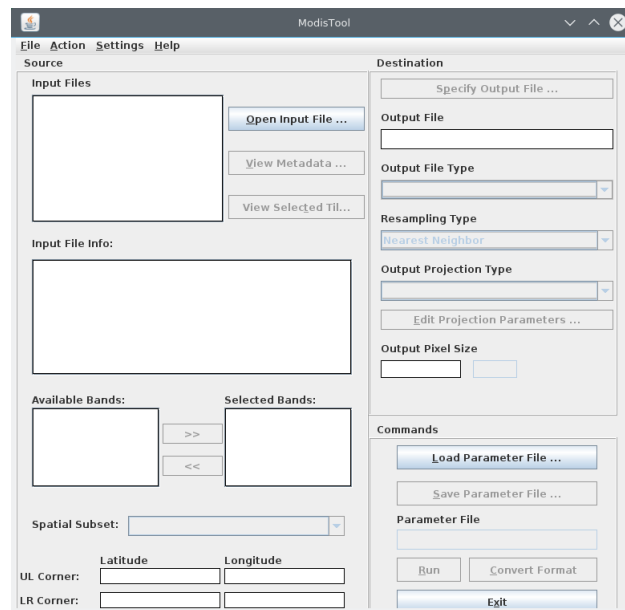 ModisTool
File Action Settings Help
Source
Input Files
Open Input File ...
View Metadata ...
View Selected Til...
Input File Info:
Available Bands:
Selected Bands:
>>
<<
Spatial Subset:
Latitude Longitude
UL Corner:
LR Corner:
Destination
Specify Output File ...
Output File
Output File Type
Resampling Type
Nearest Neighbor
Output Projection Type
Edit Projection Parameters ...
Output Pixel Size
Commands
Load Parameter File ...
Save Parameter File ...
Parameter File
Run
Convert Format
Exit